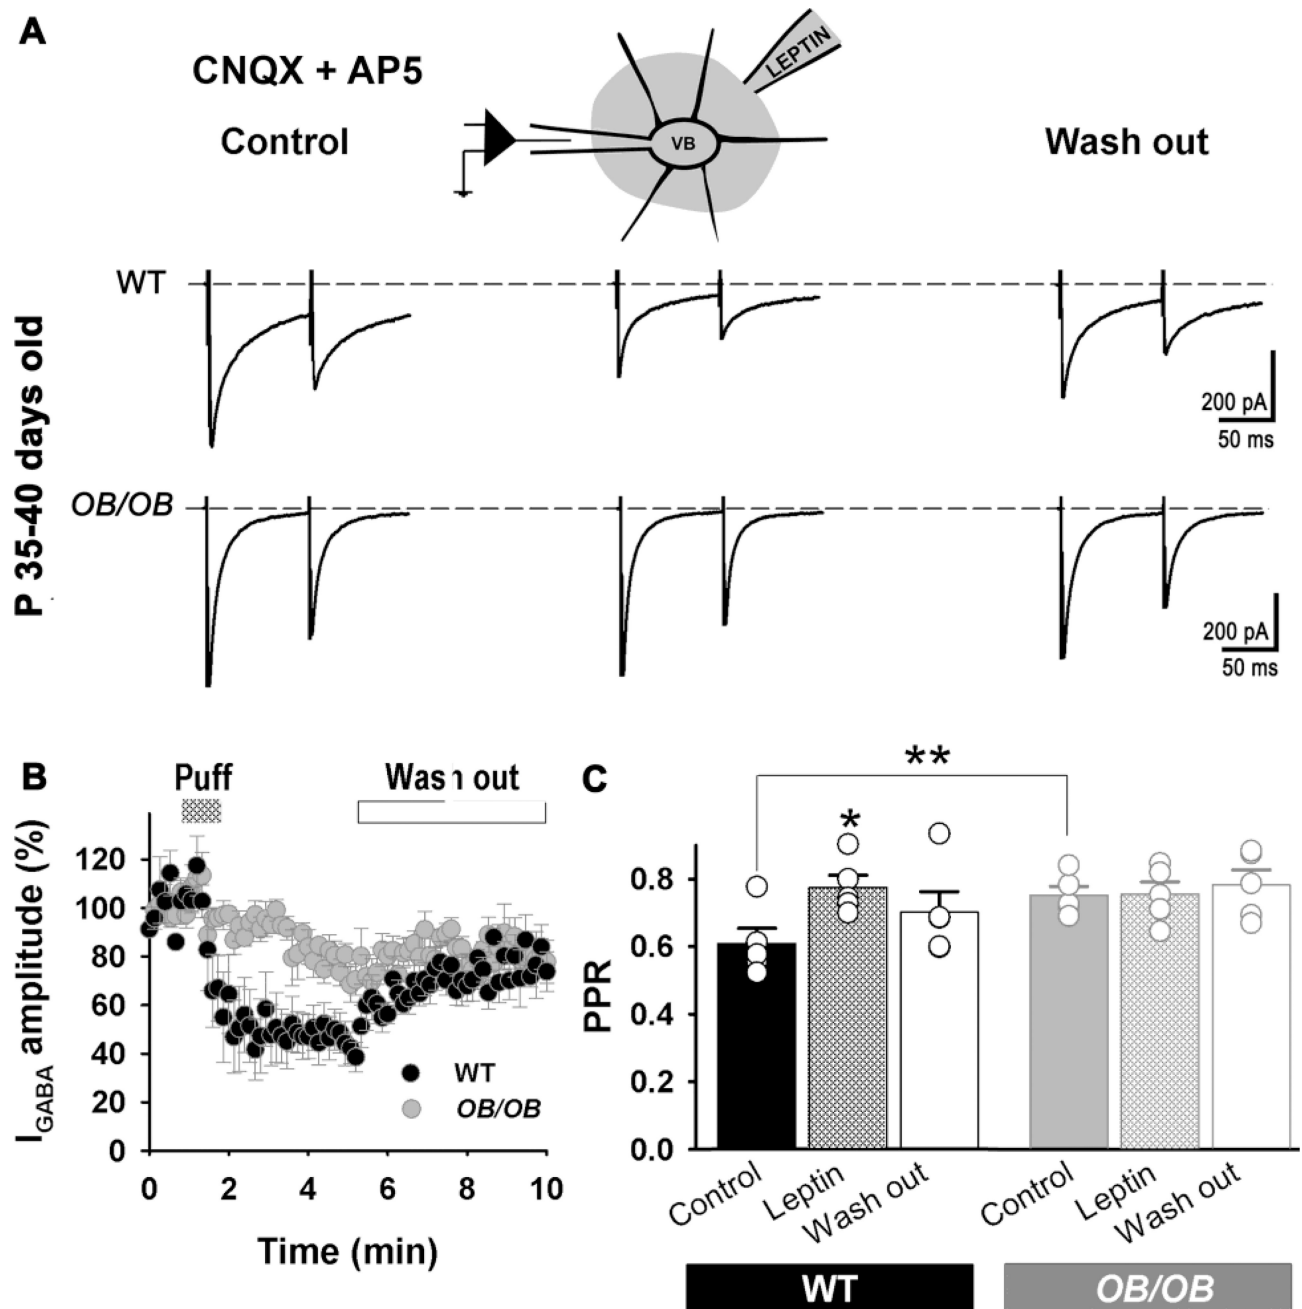 A
CNQX + AP5
Control
LEPTIN
VB
Wash out
P 35-40 days old
WT
200 pA
50 ms
OB/OB
200 pA
50 ms
B
Puff
Wash out
I GABA amplitude (%)
120
100
80
60
40
20
0
WT
OB/OB
0 2 4 6 8 10
Time (min)
C
**
*
PPR
0.8
0.6
0.4
0.2
0.0
Control Leptin Wash out Control Leptin Wash out
WT OB/OB